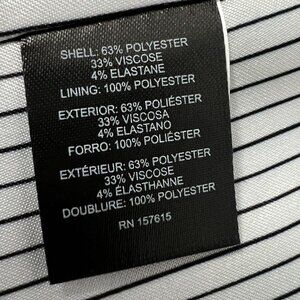 SHELL: 63% POLYESTER
33% VISCOSE
4% ELASTANE
LINING: 100% POLYESTER
EXTERIOR: 63% POLIÉSTER
33% VISCOSA
4% ELASTANO
FORRO: 100% POLIÉSTER
EXTÉRIEUR: 63% POLYESTER
33% VISCOSE
4% ÉLASTHANNE
DOUBLURE: 100% POLYESTER
RN 157615